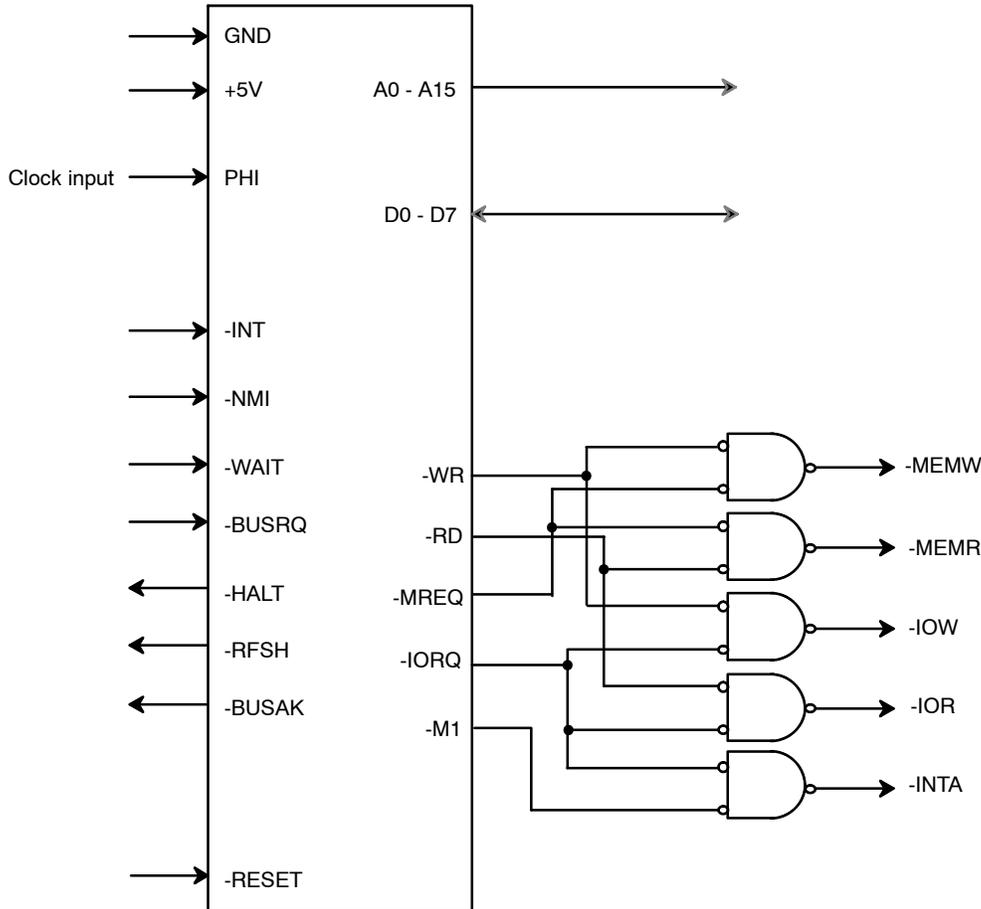 GND
+5V
A0 - A15
Clock input
PHI
D0 - D7
-INT
-NMI
-WAIT
-BUSRQ
-HALT
-RFSH
-BUSAK
-RESET
-WR
-RD
-MREQ
-IORQ
-M1
-MEMW
-MEMR
-IOW
-IOR
-INTA